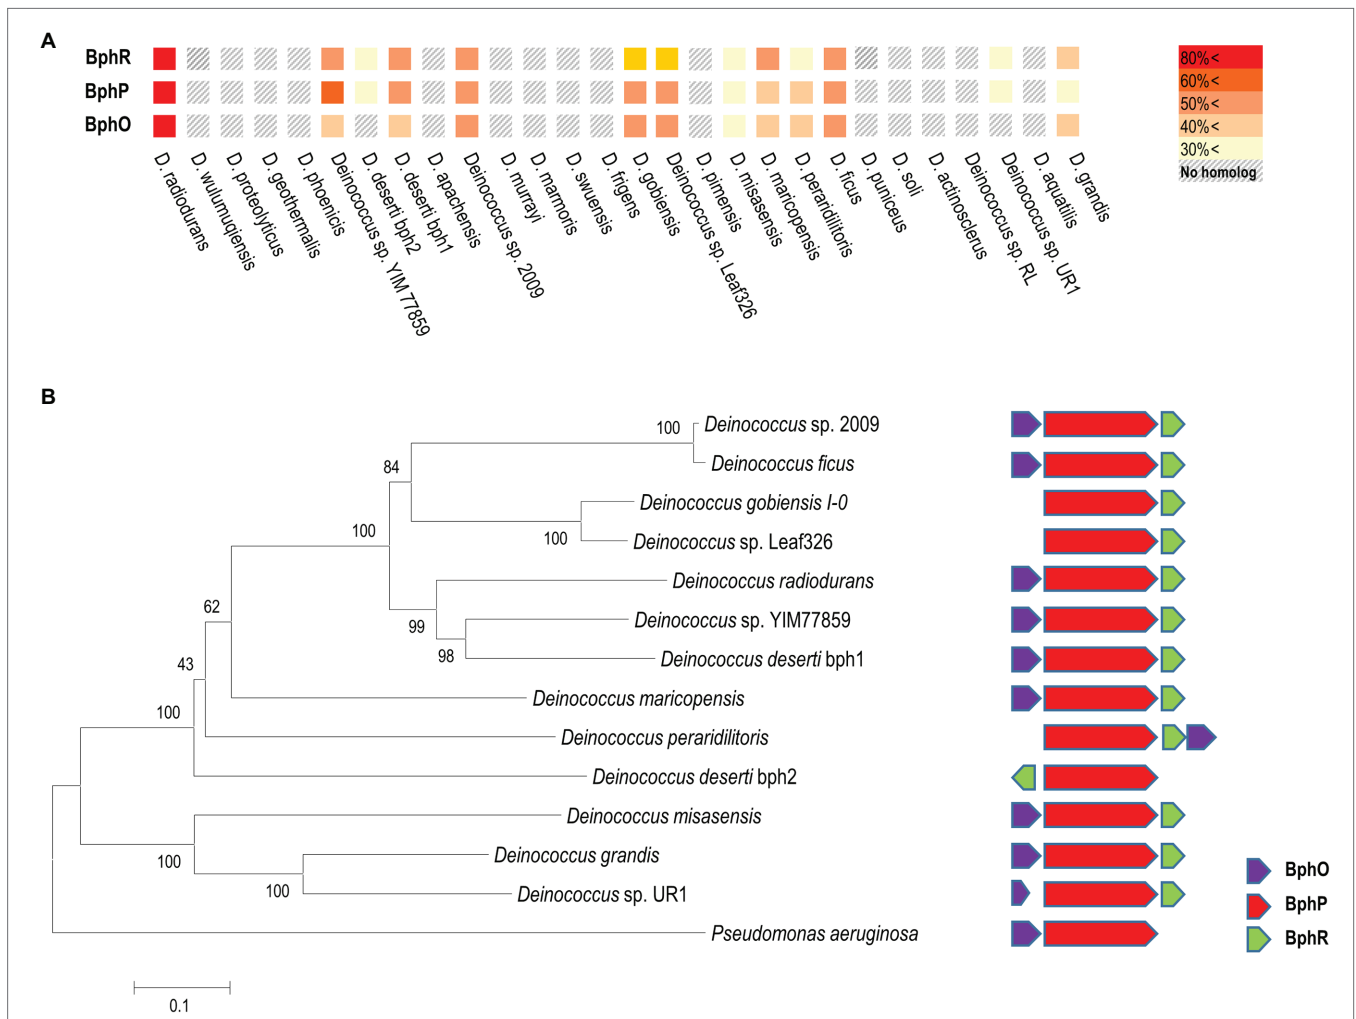 A
BphR
BphP
BphO
80%<
60%<
50%<
40%<
30%<
No homolog
D. radiodurans
D. wulumuqiensis
D. proteolyticus
D. geothermalis
D. phoenicis
Deinococcus sp. YIM 77859
D. deserti bph2
D. deserti bph1
D. apachensis
Deinococcus sp. 2009
D. murrayi
D. marmoris
D. swuensis
D. frigens
D. gobiensis
Deinococcus sp. Leaf326
D. pimensis
D. misasensis
D. maricopensis
D. peraridilitoris
D. ficus
D. puniceus
D. soli
D. actinosclerus
Deinococcus sp. RL
Deinococcus sp. UR1
D. aquatilis
D. grandis
B
100
Deinococcus sp. 2009
Deinococcus ficus
84
Deinococcus gobiensis I-0
100
100
Deinococcus sp. Leaf326
Deinococcus radiodurans
62
99
Deinococcus sp. YIM77859
98
Deinococcus deserti bph1
43
Deinococcus maricopensis
100
Deinococcus peraridilitoris
Deinococcus deserti bph2
Deinococcus misasensis
100
Deinococcus grandis
100
Deinococcus sp. UR1
Pseudomonas aeruginosa
BphO
BphP
BphR
0.1